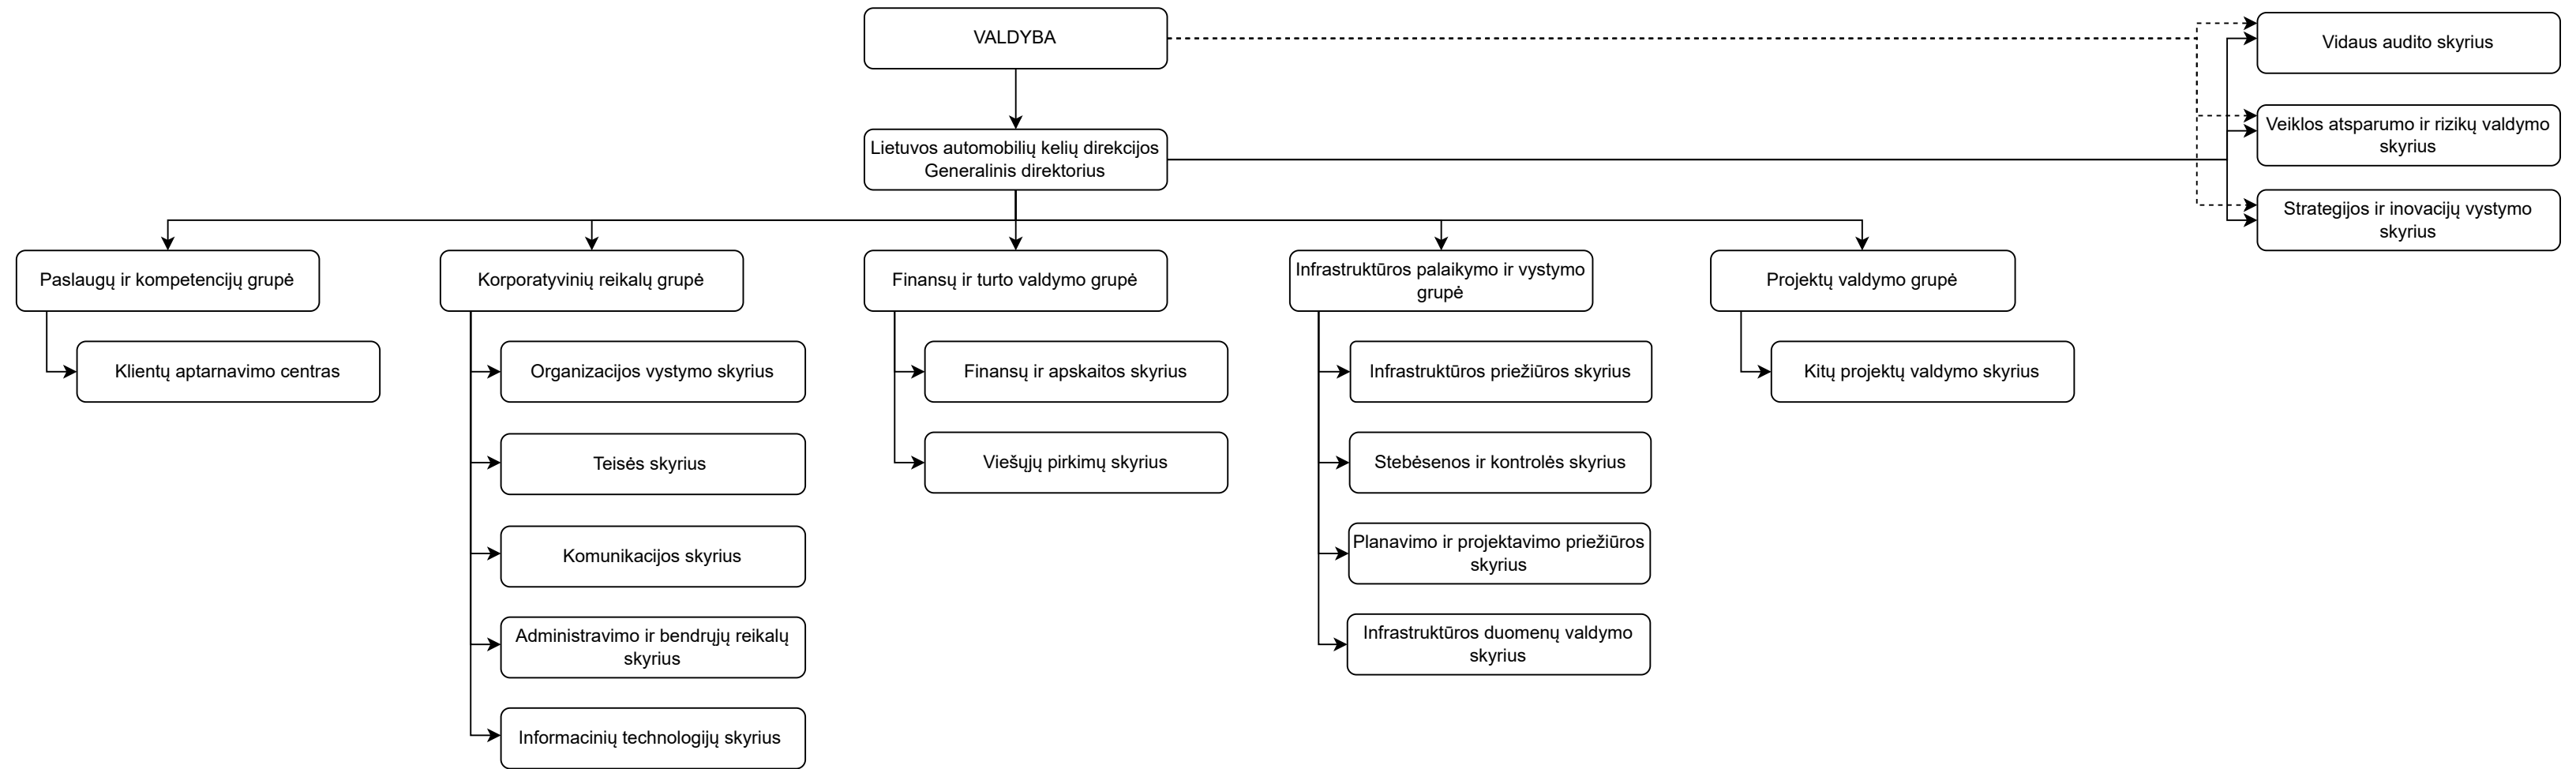 VALDYBA
Vidaus audito skyrius
Veiklos atsparumo ir rizikų valdymo
skyrius
Lietuvos automobilių kelių direkcijos
Generalinis direktorius
Strategijos ir inovacijų vystymo
skyrius
Paslaugų ir kompetencijų grupė
Klientų aptarnavimo centras
Korporatyvinių reikalų grupė
Organizacijos vystymo skyrius
Teisės skyrius
Komunikacijos skyrius
Administravimo ir bendrųjų reikalų
skyrius
Informacinių technologijų skyrius
Finansų ir turto valdymo grupė
Finansų ir apskaitos skyrius
Viešųjų pirkimų skyrius
Infrastruktūros palaikymo ir vystymo
grupė
Infrastruktūros priežiūros skyrius
Stebėsenos ir kontrolės skyrius
Planavimo ir projektavimo priežiūros
skyrius
Infrastruktūros duomenų valdymo
skyrius
Projektų valdymo grupė
Kitų projektų valdymo skyrius